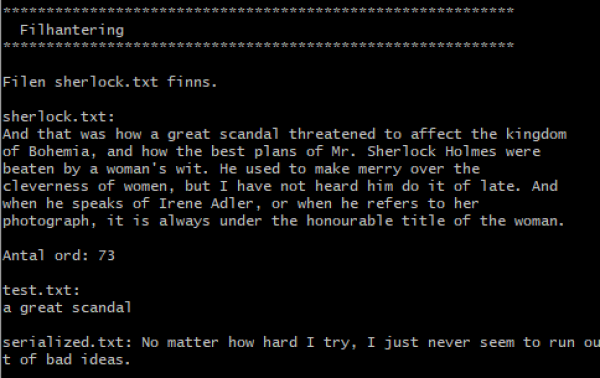 **********************************************************
Filhantering
**********************************************************
Filen sherlock.txt finns.
sherlock.txt:
And that was how a great scandal threatened to affect the kingdom
of Bohemia, and how the best plans of Mr. Sherlock Holmes were
beaten by a woman's wit. He used to make merry over the
cleverness of women, but I have not heard him do it of late. And
when he speaks of Irene Adler, or when he refers to her
photograph, it is always under the honourable title of the woman.
Antal ord: 73
test.txt:
a great scandal
serialized.txt: No matter how hard I try, I just never seem to run ou
t of bad ideas.